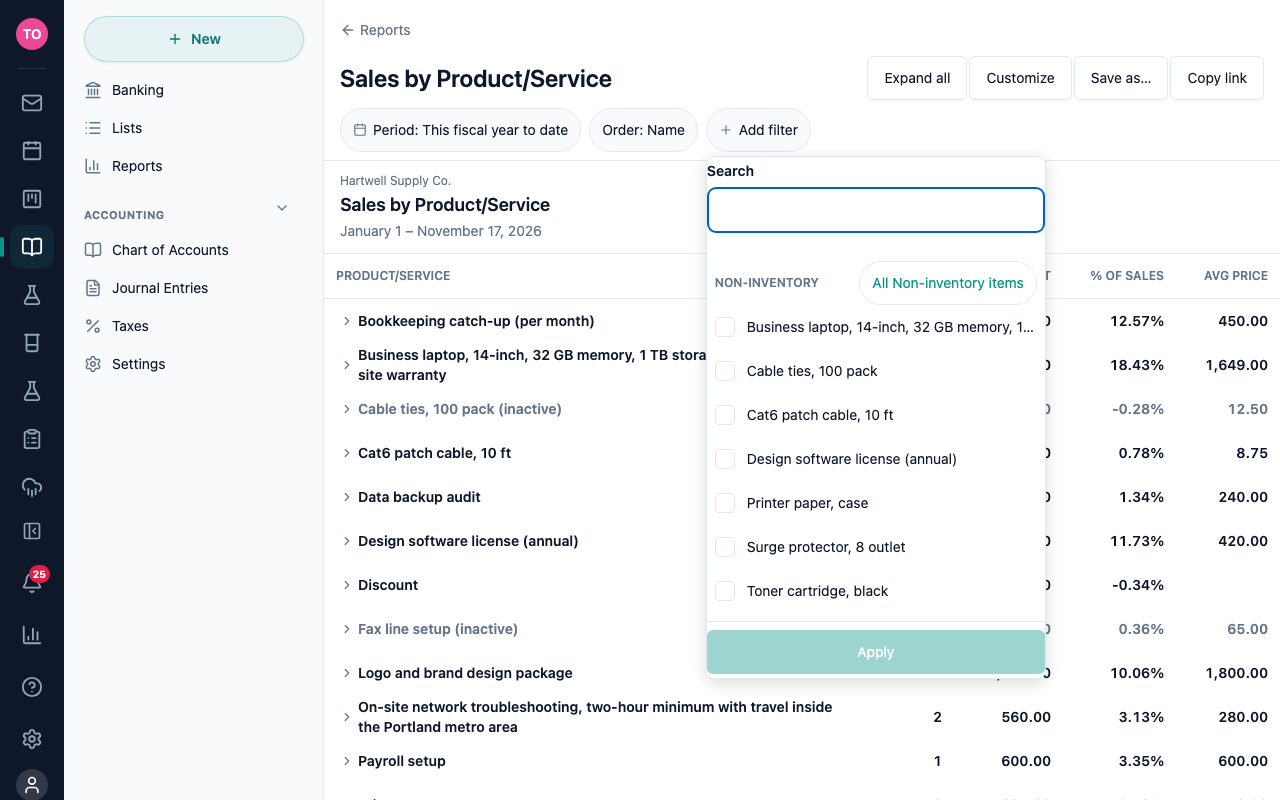 TO
New
Banking
Lists
Reports
ACCOUNTING
Chart of Accounts
Journal Entries
Taxes
Settings
25
Reports
Sales by Product/Service
Expand all
Customize
Save as...
Copy link
Period: This fiscal year to date
Order: Name
Add filter
Hartwell Supply Co.
Sales by Product/Service
January 1 – November 17, 2026
Search
NON-INVENTORY
All Non-inventory items
Business laptop, 14-inch, 32 GB memory, 1...
Cable ties, 100 pack
Cat6 patch cable, 10 ft
Design software license (annual)
Printer paper, case
Surge protector, 8 outlet
Toner cartridge, black
Apply
PRODUCT/SERVICE % OF SALES AVG PRICE
Bookkeeping catch-up (per month) 12.57% 450.00
Business laptop, 14-inch, 32 GB memory, 1 TB
site warranty 18.43% 1,649.00
Cable ties, 100 pack (inactive) -0.28% 12.50
Cat6 patch cable, 10 ft 0.78% 8.75
Data backup audit 1.34% 240.00
Design software license (annual) 11.73% 420.00
Discount -0.34%
Fax line setup (inactive) 0.36% 65.00
Logo and brand design package 10.06% 1,800.00
On-site network troubleshooting, two-hour minimum with travel inside
the Portland metro area 2 560.00 3.13% 280.00
Payroll setup 1 600.00 3.35% 600.00